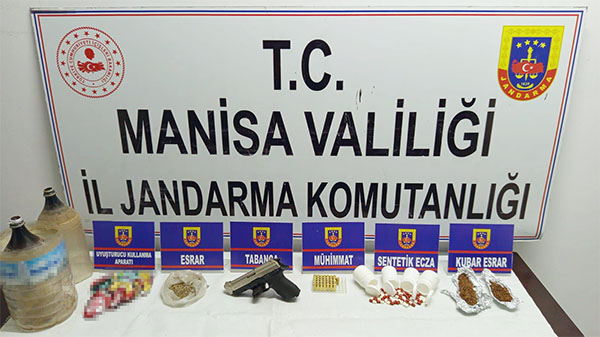 T.C.
MANİSA VALİLİĞİ
İL JANDARMA KOMUTANLIĞI
JANDARMA
UYUŞTURUCU KULLANMA
APARATI
ESRAR
TABANCA
MÜHİMMAT
SENTETİK ECZA
KUBAR ESRAR